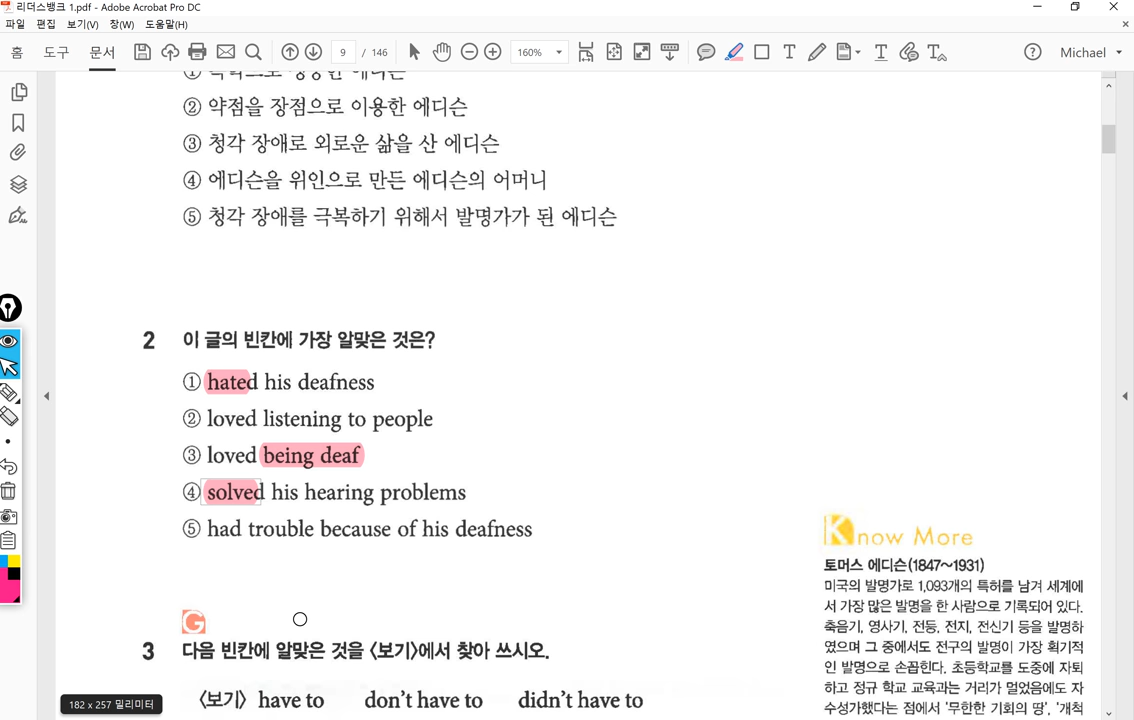 리더스뱅크 1.pdf - Adobe Acrobat Pro DC
파일 편집 보기(V) 창(W) 도움말(H)
홈 도구 문서 9 / 146 160% Michael
② 약점을 장점으로 이용한 에디슨
③ 청각 장애로 외로운 삶을 산 에디슨
④ 에디슨을 위인으로 만든 에디슨의 어머니
⑤ 청각 장애를 극복하기 위해서 발명가가 된 에디슨
2 이 글의 빈칸에 가장 알맞은 것은?
① hated his deafness
② loved listening to people
③ loved being deaf
④ solved his hearing problems
⑤ had trouble because of his deafness
G
3 다음 빈칸에 알맞은 것을 〈보기〉에서 찾아 쓰시오.
〈보기〉 have to don't have to didn't have to
Know More
토머스 에디슨(1847~1931)
미국의 발명가로 1,093개의 특허를 남겨 세계에
서 가장 많은 발명을 한 사람으로 기록되어 있다.
축음기, 영사기, 전등, 전지, 전신기 등을 발명하
였으며 그 중에서도 전구의 발명이 가장 획기적
인 발명으로 손꼽힌다. 초등학교를 도중에 자퇴
하고 정규 학교 교육과는 거리가 멀었음에도 자
수성가했다는 점에서 '무한한 기회의 땅', '개척
182 x 257 밀리미터